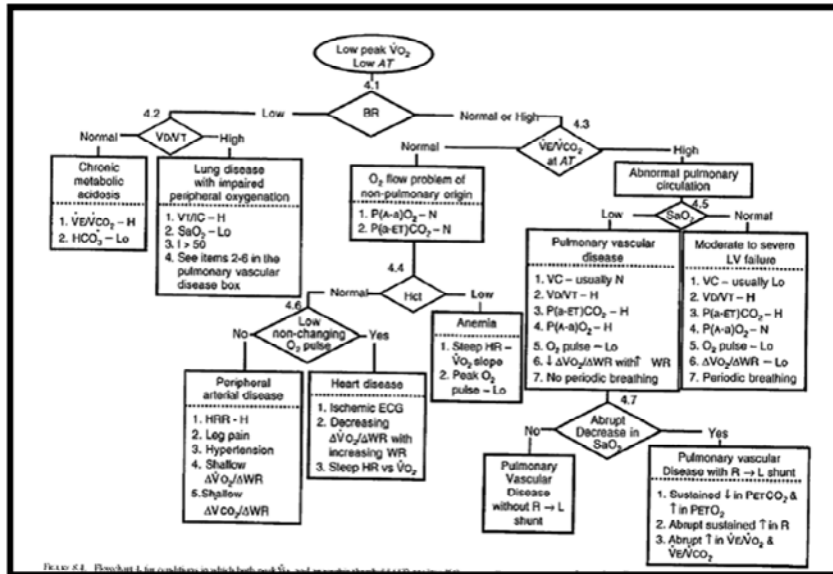 Low peak V̇O₂
Low AT
4.1
BR
Low
Normal or High
4.2
VD/VT
Normal
High
Chronic
metabolic
acidosis
1. V̇E/V̇CO₂ – H
2. HCO₃⁻ – Lo
Lung disease
with impaired
peripheral oxygenation
1. VT/IC – H
2. SaO₂ – Lo
3. I > 50
4. See items 2-6 in the
pulmonary vascular
disease box
4.3
V̇E/V̇CO₂
at AT
Normal
High
O₂ flow problem of
non-pulmonary origin
1. P(A-a)O₂ – N
2. P(a-ET)CO₂ – N
Abnormal pulmonary
circulation
4.5
SaO₂
Low
Normal
Pulmonary vascular
disease
1. VC – usually N
2. VD/VT – H
3. P(a-ET)CO₂ – H
4. P(A-a)O₂ – H
5. O₂ pulse – Lo
6. ↓ ΔVO₂/ΔWR with ↑ WR
7. No periodic breathing
Moderate to severe
LV failure
1. VC – usually Lo
2. VD/VT – H
3. P(a-ET)CO₂ – H
4. P(A-a)O₂ – N
5. O₂ pulse – Lo
6. ΔVO₂/ΔWR – Lo
7. Periodic breathing
4.4
Hct
Normal
Low
Anemia
1. Steep HR –
V̇O₂ slope
2. Peak O₂
pulse – Lo
4.6
Low
non-changing
O₂ pulse
No
Yes
Peripheral
arterial disease
1. HRR - H
2. Leg pain
3. Hypertension
4. Shallow
ΔV̇O₂/ΔWR
5. Shallow
ΔVCO₂/ΔWR
Heart disease
1. Ischemic ECG
2. Decreasing
ΔV̇O₂/ΔWR with
increasing WR
3. Steep HR vs V̇O₂
4.7
Abrupt
Decrease in
SaO₂
No
Yes
Pulmonary
Vascular
Disease
without R → L
shunt
Pulmonary vascular
Disease with R → L shunt
1. Sustained ↓ in PETCO₂ &
↑ in PETO₂
2. Abrupt sustained ↑ in R
3. Abrupt ↑ in V̇E/V̇O₂ &
V̇E/V̇CO₂